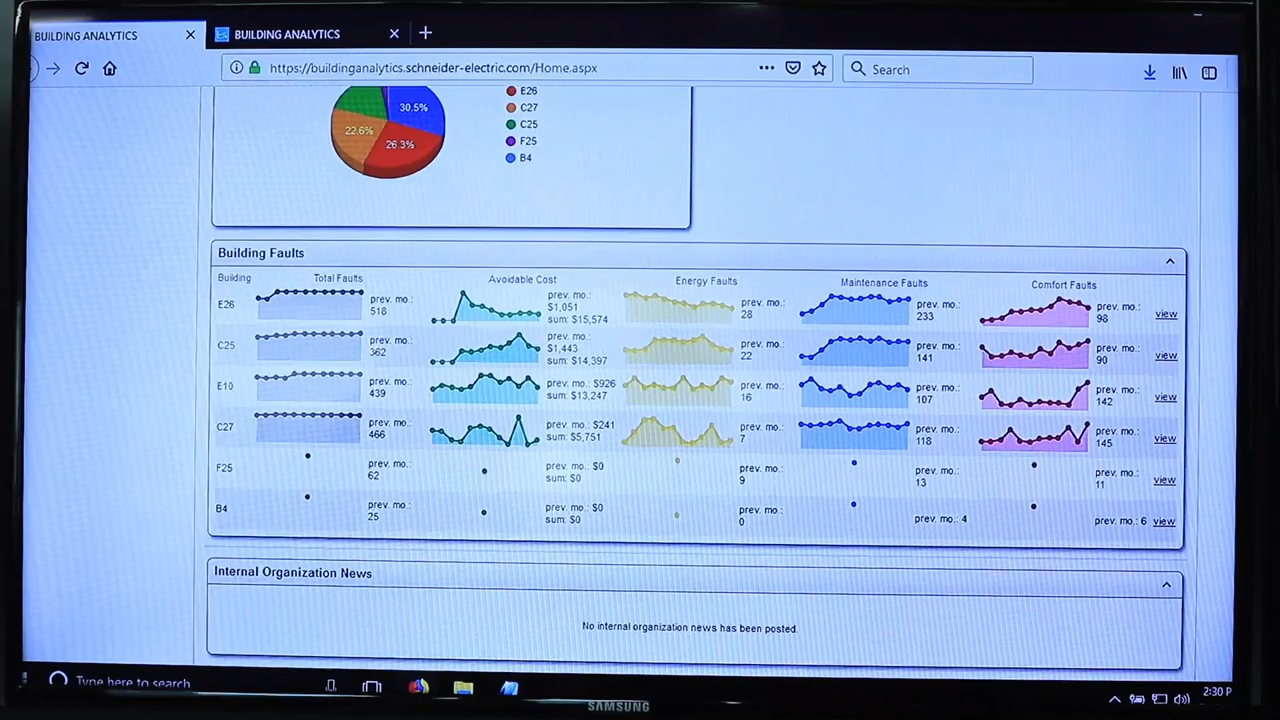 BUILDING ANALYTICS
BUILDING ANALYTICS
https://buildinganalytics.schneider-electric.com/Home.aspx
Search
30.5%
22.6%
26.3%
E26
C27
C25
F25
B4
Building Faults
Building Total Faults Avoidable Cost Energy Faults Maintenance Faults Comfort Faults
E26 prev. mo.: 518 prev. mo.: $1,051 sum: $15,574 prev. mo.: 28 prev. mo.: 233 prev. mo.: 98 view
C25 prev. mo.: 362 prev. mo.: $1,443 sum: $14,397 prev. mo.: 22 prev. mo.: 141 prev. mo.: 90 view
E10 prev. mo.: 439 prev. mo.: $926 sum: $13,247 prev. mo.: 16 prev. mo.: 107 prev. mo.: 142 view
C27 prev. mo.: 466 prev. mo.: $241 sum: $5,751 prev. mo.: 7 prev. mo.: 118 prev. mo.: 145 view
F25 prev. mo.: 62 prev. mo.: $0 sum: $0 prev. mo.: 9 prev. mo.: 13 prev. mo.: 11 view
B4 prev. mo.: 25 prev. mo.: $0 sum: $0 prev. mo.: 0 prev. mo.: 4 prev. mo.: 6 view
Internal Organization News
No internal organization news has been posted.
Type here to search
2:30 P
SAMSUNG